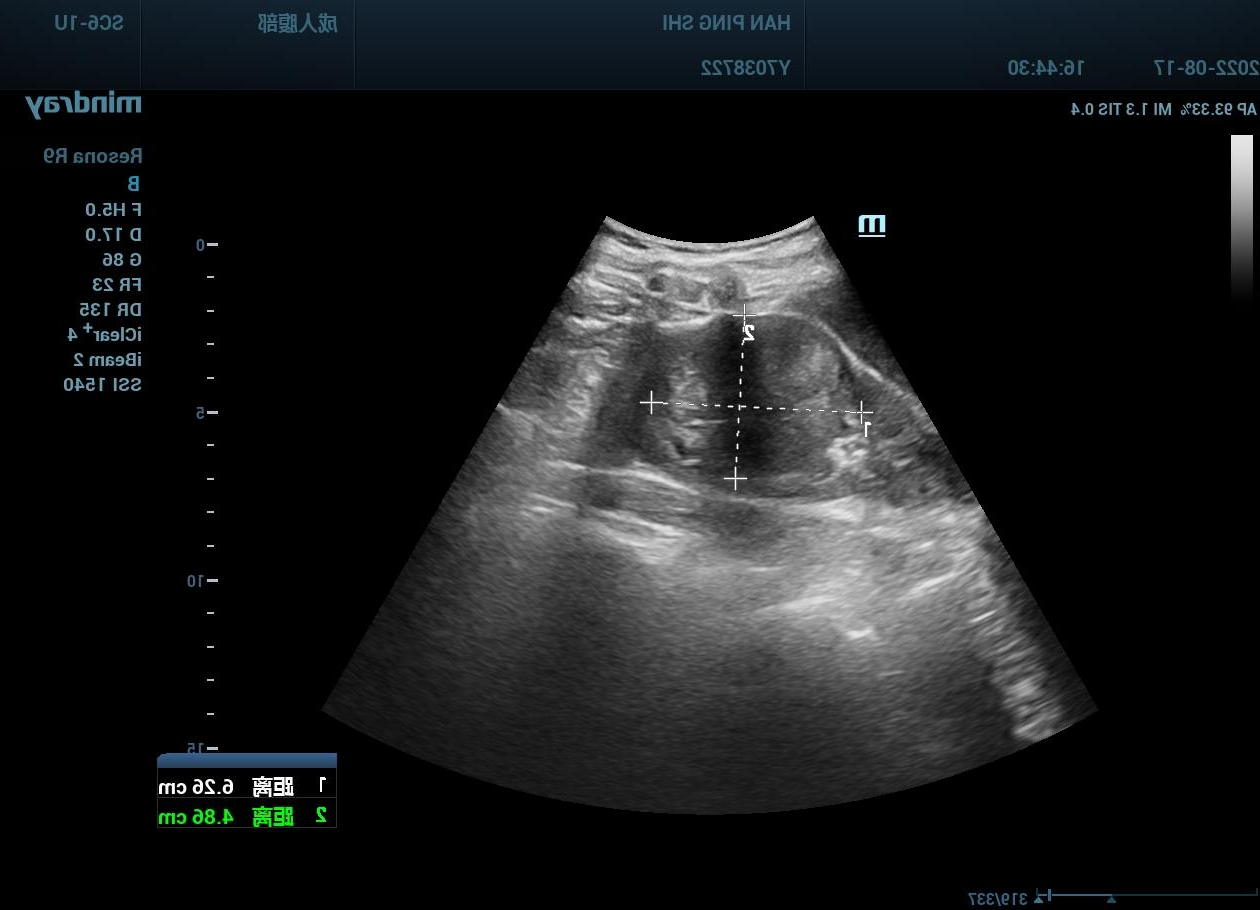 HAN PING SHI
成人腹部
SC6-1U
2022-08-17
16:44:30
Y7038722
AP 93.33% MI 1.3 TIS 0.4
mindray
m
Resona R9
B
F H5.0
D 17.0
G 86
FR 23
DR 135
iClear+ 4
iBeam 2
SSI 1540
0
5
10
15
2
1
1 距离 6.26 cm
2 距离 4.86 cm
319/337